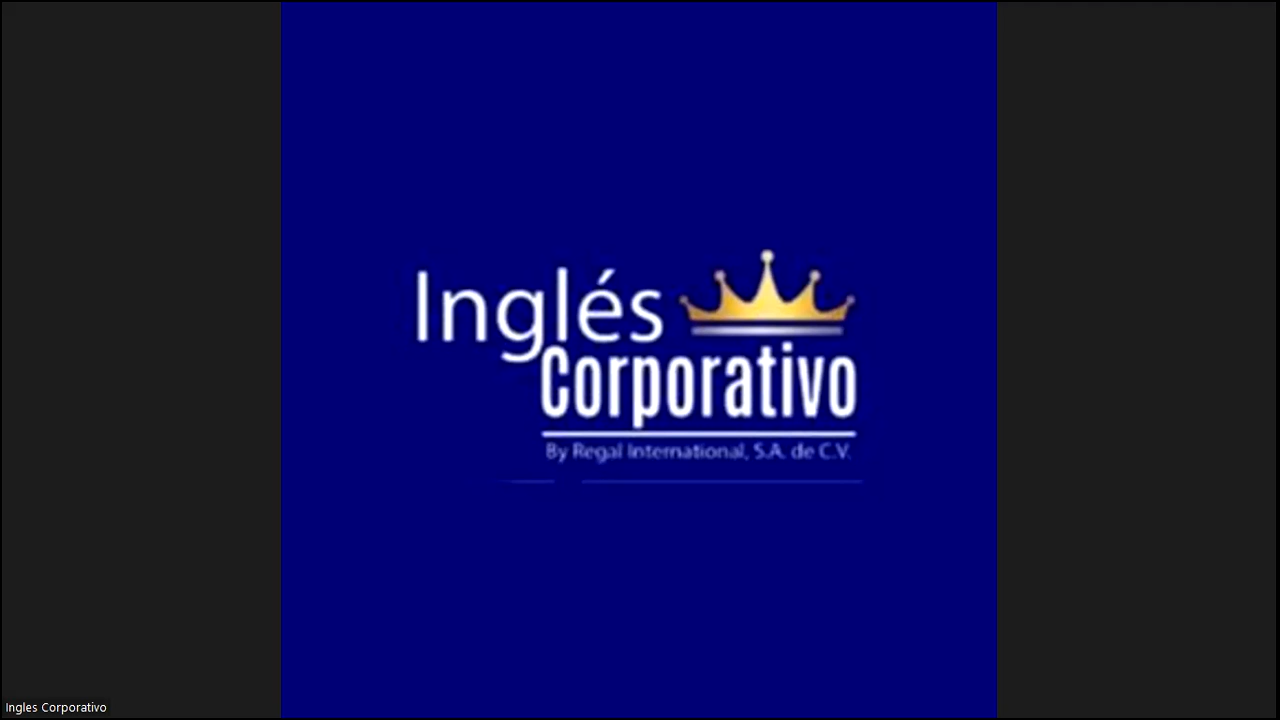 Inglés
Corporativo
By Regal International, S.A. de C.V.
Ingles Corporativo